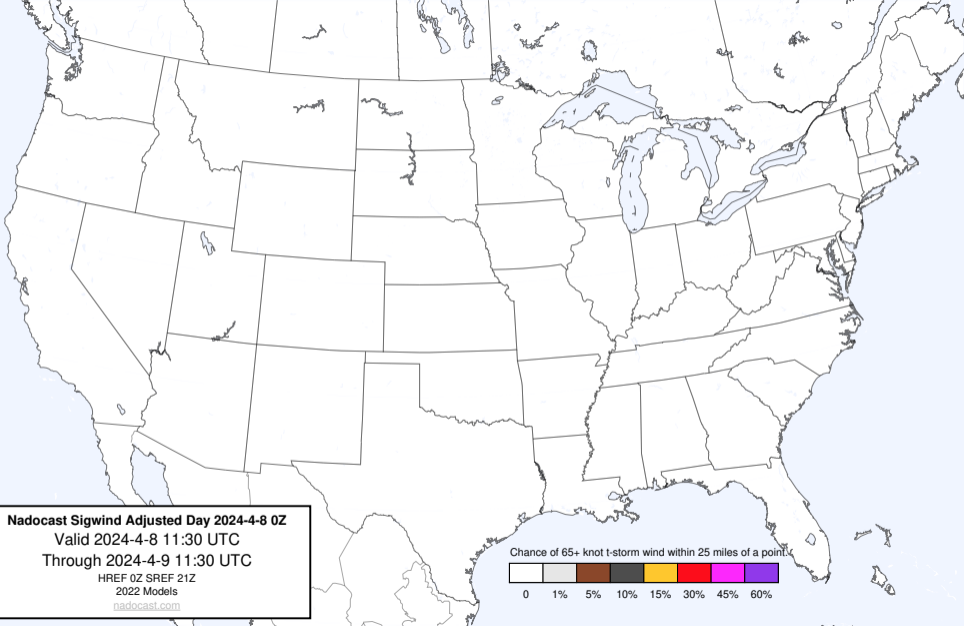 Nadocast Sigwind Adjusted Day 2024-4-8 0Z
Valid 2024-4-8 11:30 UTC
Through 2024-4-9 11:30 UTC
HREF 0Z SREF 21Z
2022 Models
nadocast.com
Chance of 65+ knot t-storm wind within 25 miles of a point.
0 1% 5% 10% 15% 30% 45% 60%